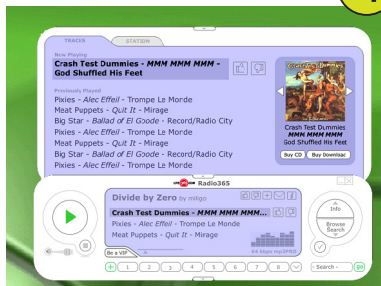 TRACKS STATION
Now Playing
Crash Test Dummies - MMM MMM MMM -
God Shuffled His Feet
Previously Played
Pixies - Alec Effeil - Trompe Le Monde
Meat Puppets - Quit It - Mirage
Big Star - Ballad of El Goode - Record/Radio City
Pixies - Alec Effeil - Trompe Le Monde
Meat Puppets - Quit It - Mirage
Big Star - Ballad of El Goode - Record/Radio City
Pixies - Alec Effeil - Trompe Le Monde
Crash Test Dummies
MMM MMM MMM
God Shuffled His Feet
Buy CD Buy Download
Radio365
Divide by Zero by milgo
Crash Test Dummies - MMM MMM MMM...
Pixies - Alec Effeil - Trompe Le Monde
Meat Puppets - Quit It - Mirage
Be a VIP
64 kbps mp3PRO
Info
Browse
Search
+ 1 2 3 4 5 6 7 8
- Search - GO